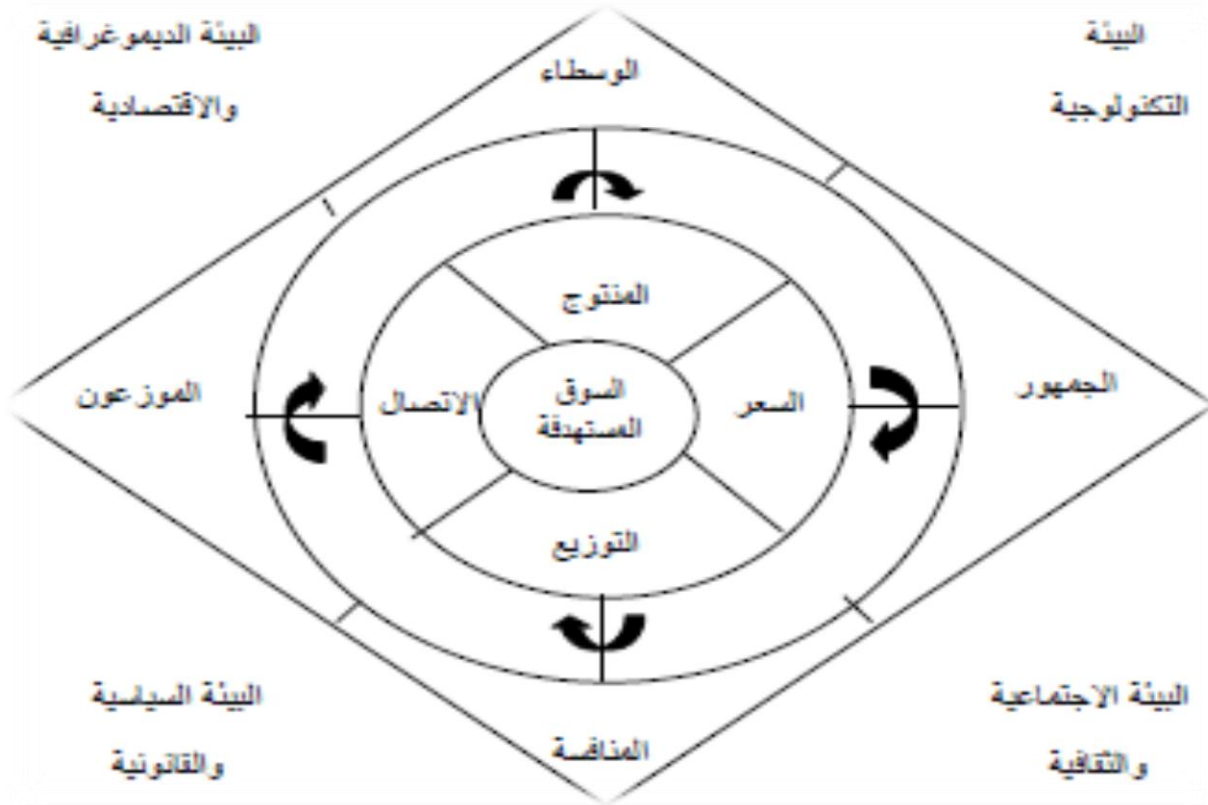 البيئة
التكنولوجية
الوسطاء
البيئة الديموغرافية
والاقتصادية
المنتوج
الجمهور
السعر
السوق
المستهدفة
الاتصال
الموزعون
التوزيع
البيئة الاجتماعية
والثقافية
المنافسة
البيئة السياسية
والقانونية